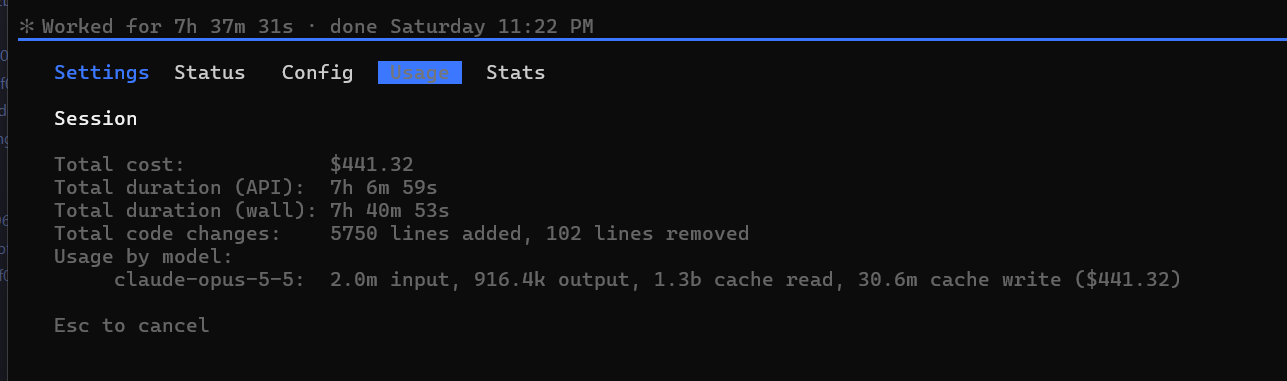 ✻ Worked for 7h 37m 31s · done Saturday 11:22 PM
Settings Status Config Usage Stats
Session
Total cost: $441.32
Total duration (API): 7h 6m 59s
Total duration (wall): 7h 40m 53s
Total code changes: 5750 lines added, 102 lines removed
Usage by model:
claude-opus-5-5: 2.0m input, 916.4k output, 1.3b cache read, 30.6m cache write ($441.32)
Esc to cancel